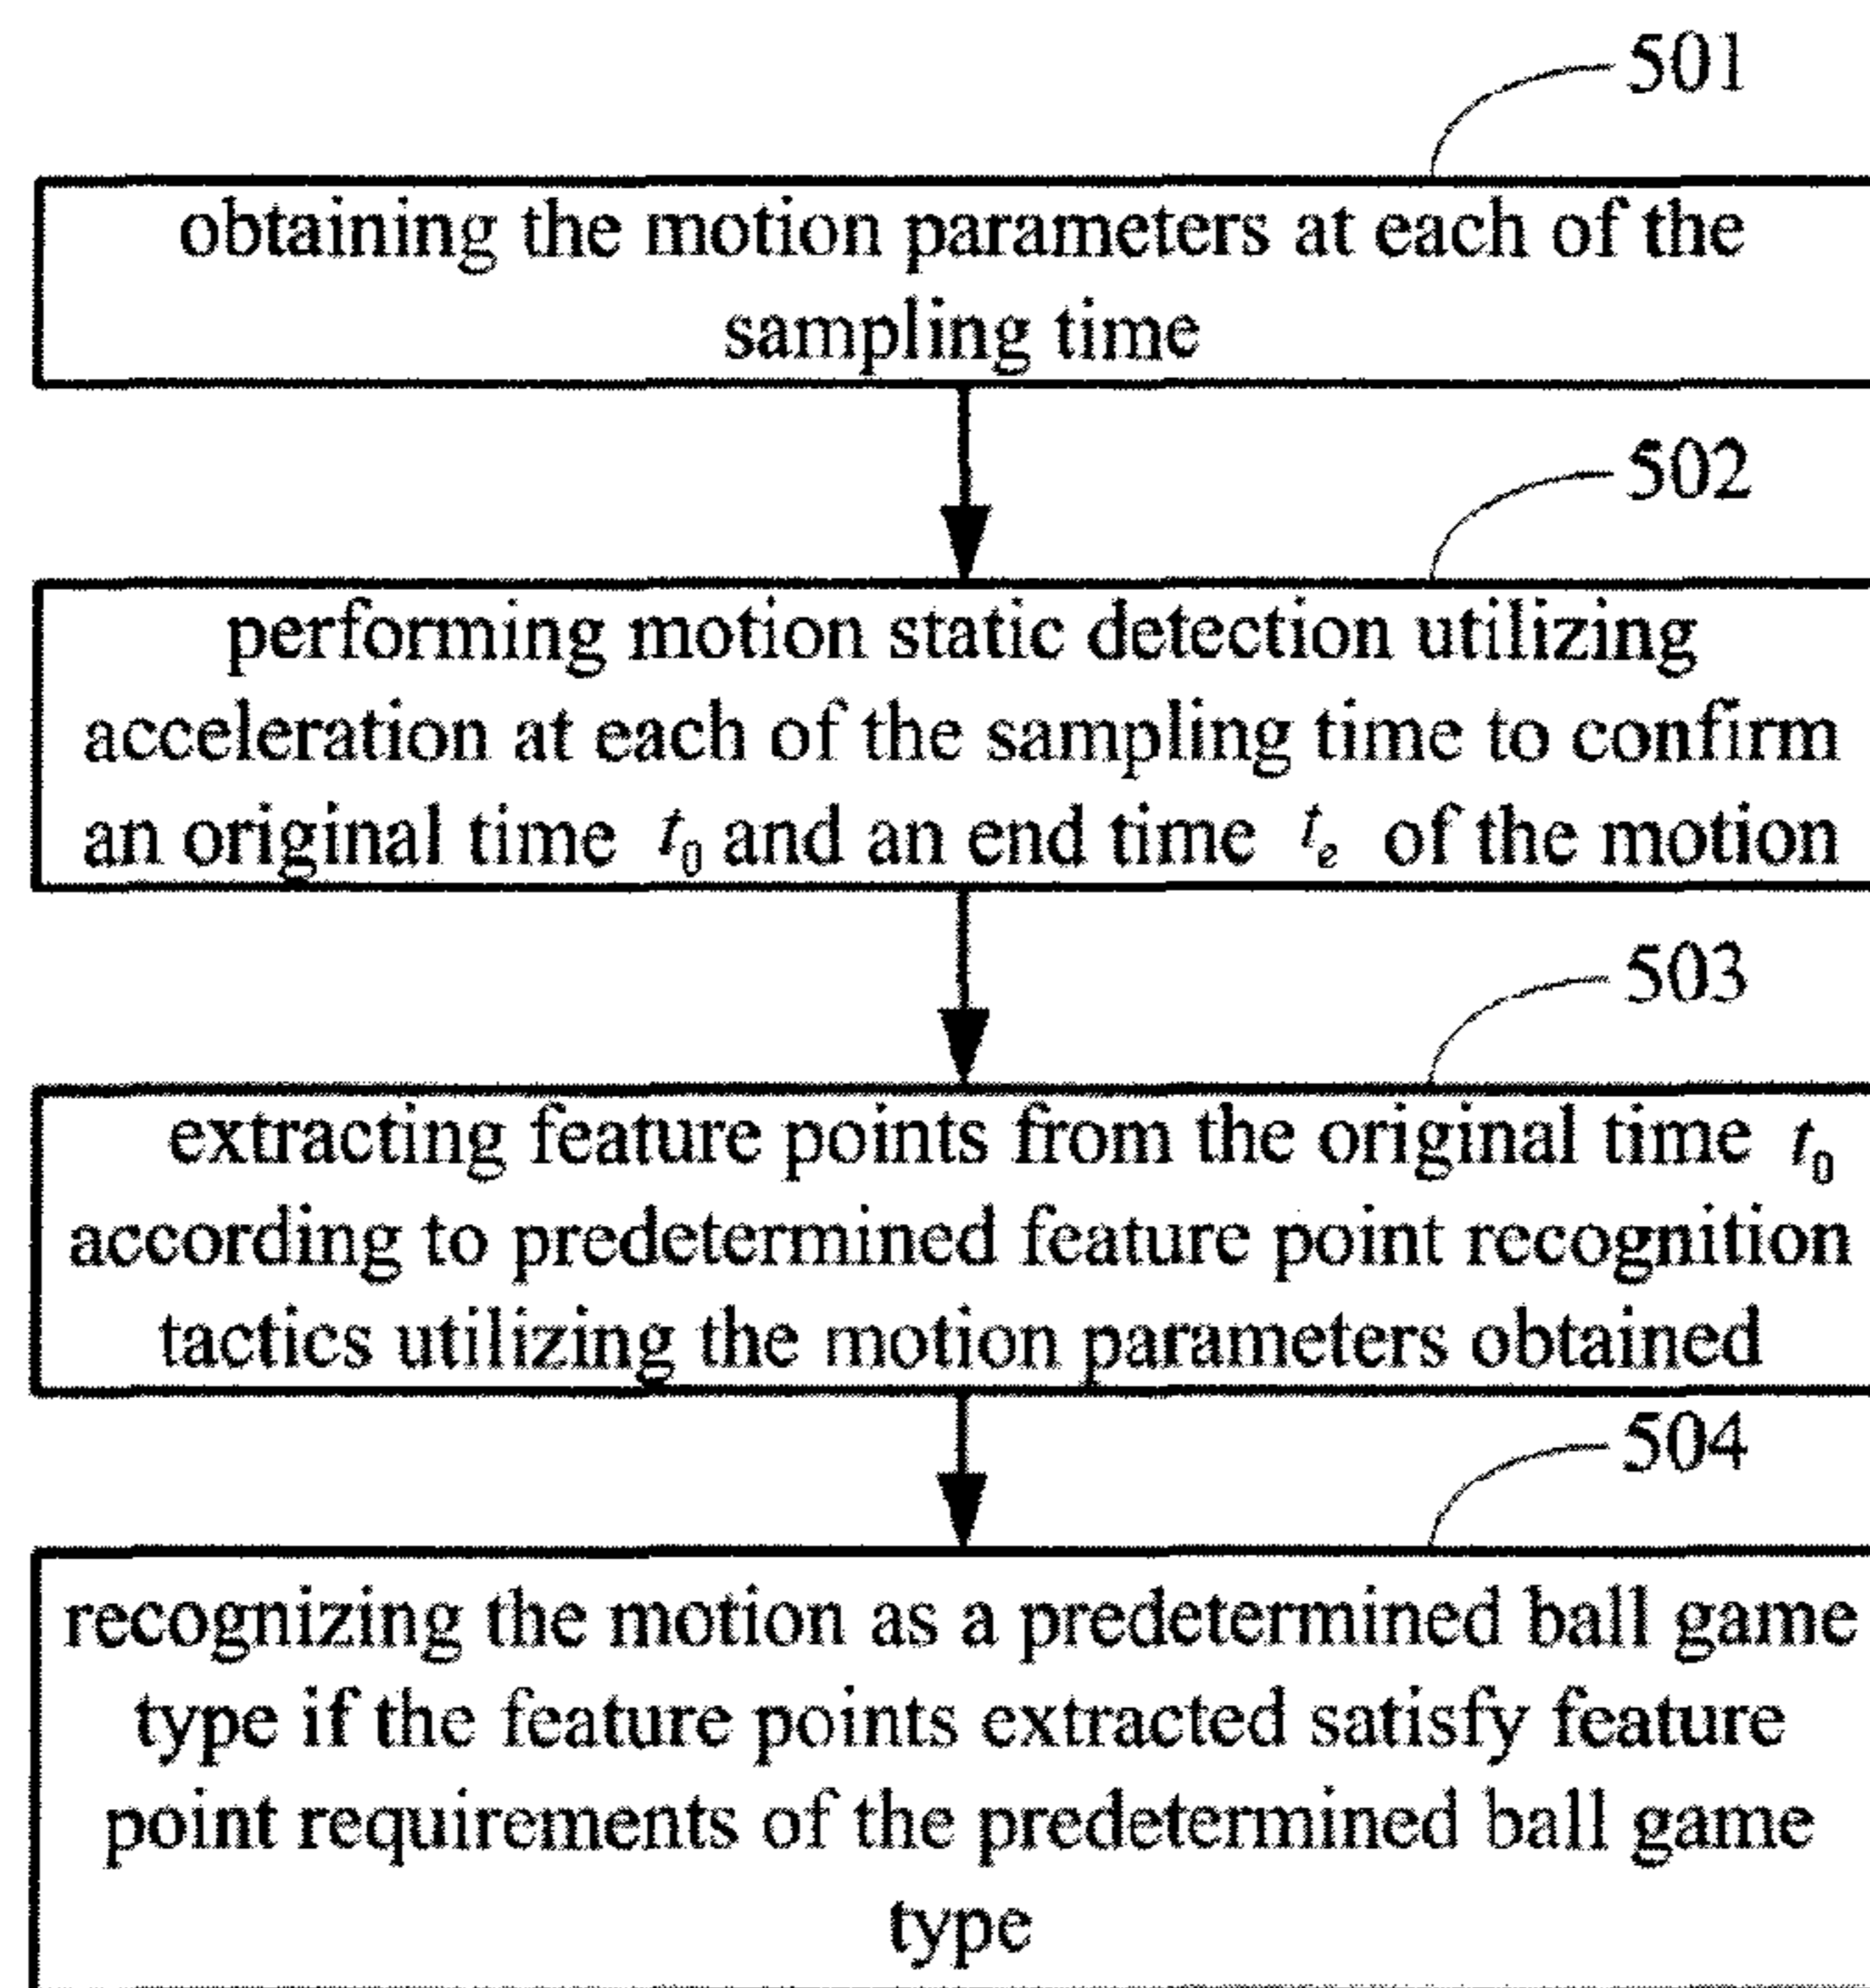 501
obtaining the motion parameters at each of the
sampling time
502
performing motion static detection utilizing
acceleration at each of the sampling time to confirm
an original time t₀ and an end time tₑ of the motion
503
extracting feature points from the original time t₀
according to predetermined feature point recognition
tactics utilizing the motion parameters obtained
504
recognizing the motion as a predetermined ball game
type if the feature points extracted satisfy feature
point requirements of the predetermined ball game
type